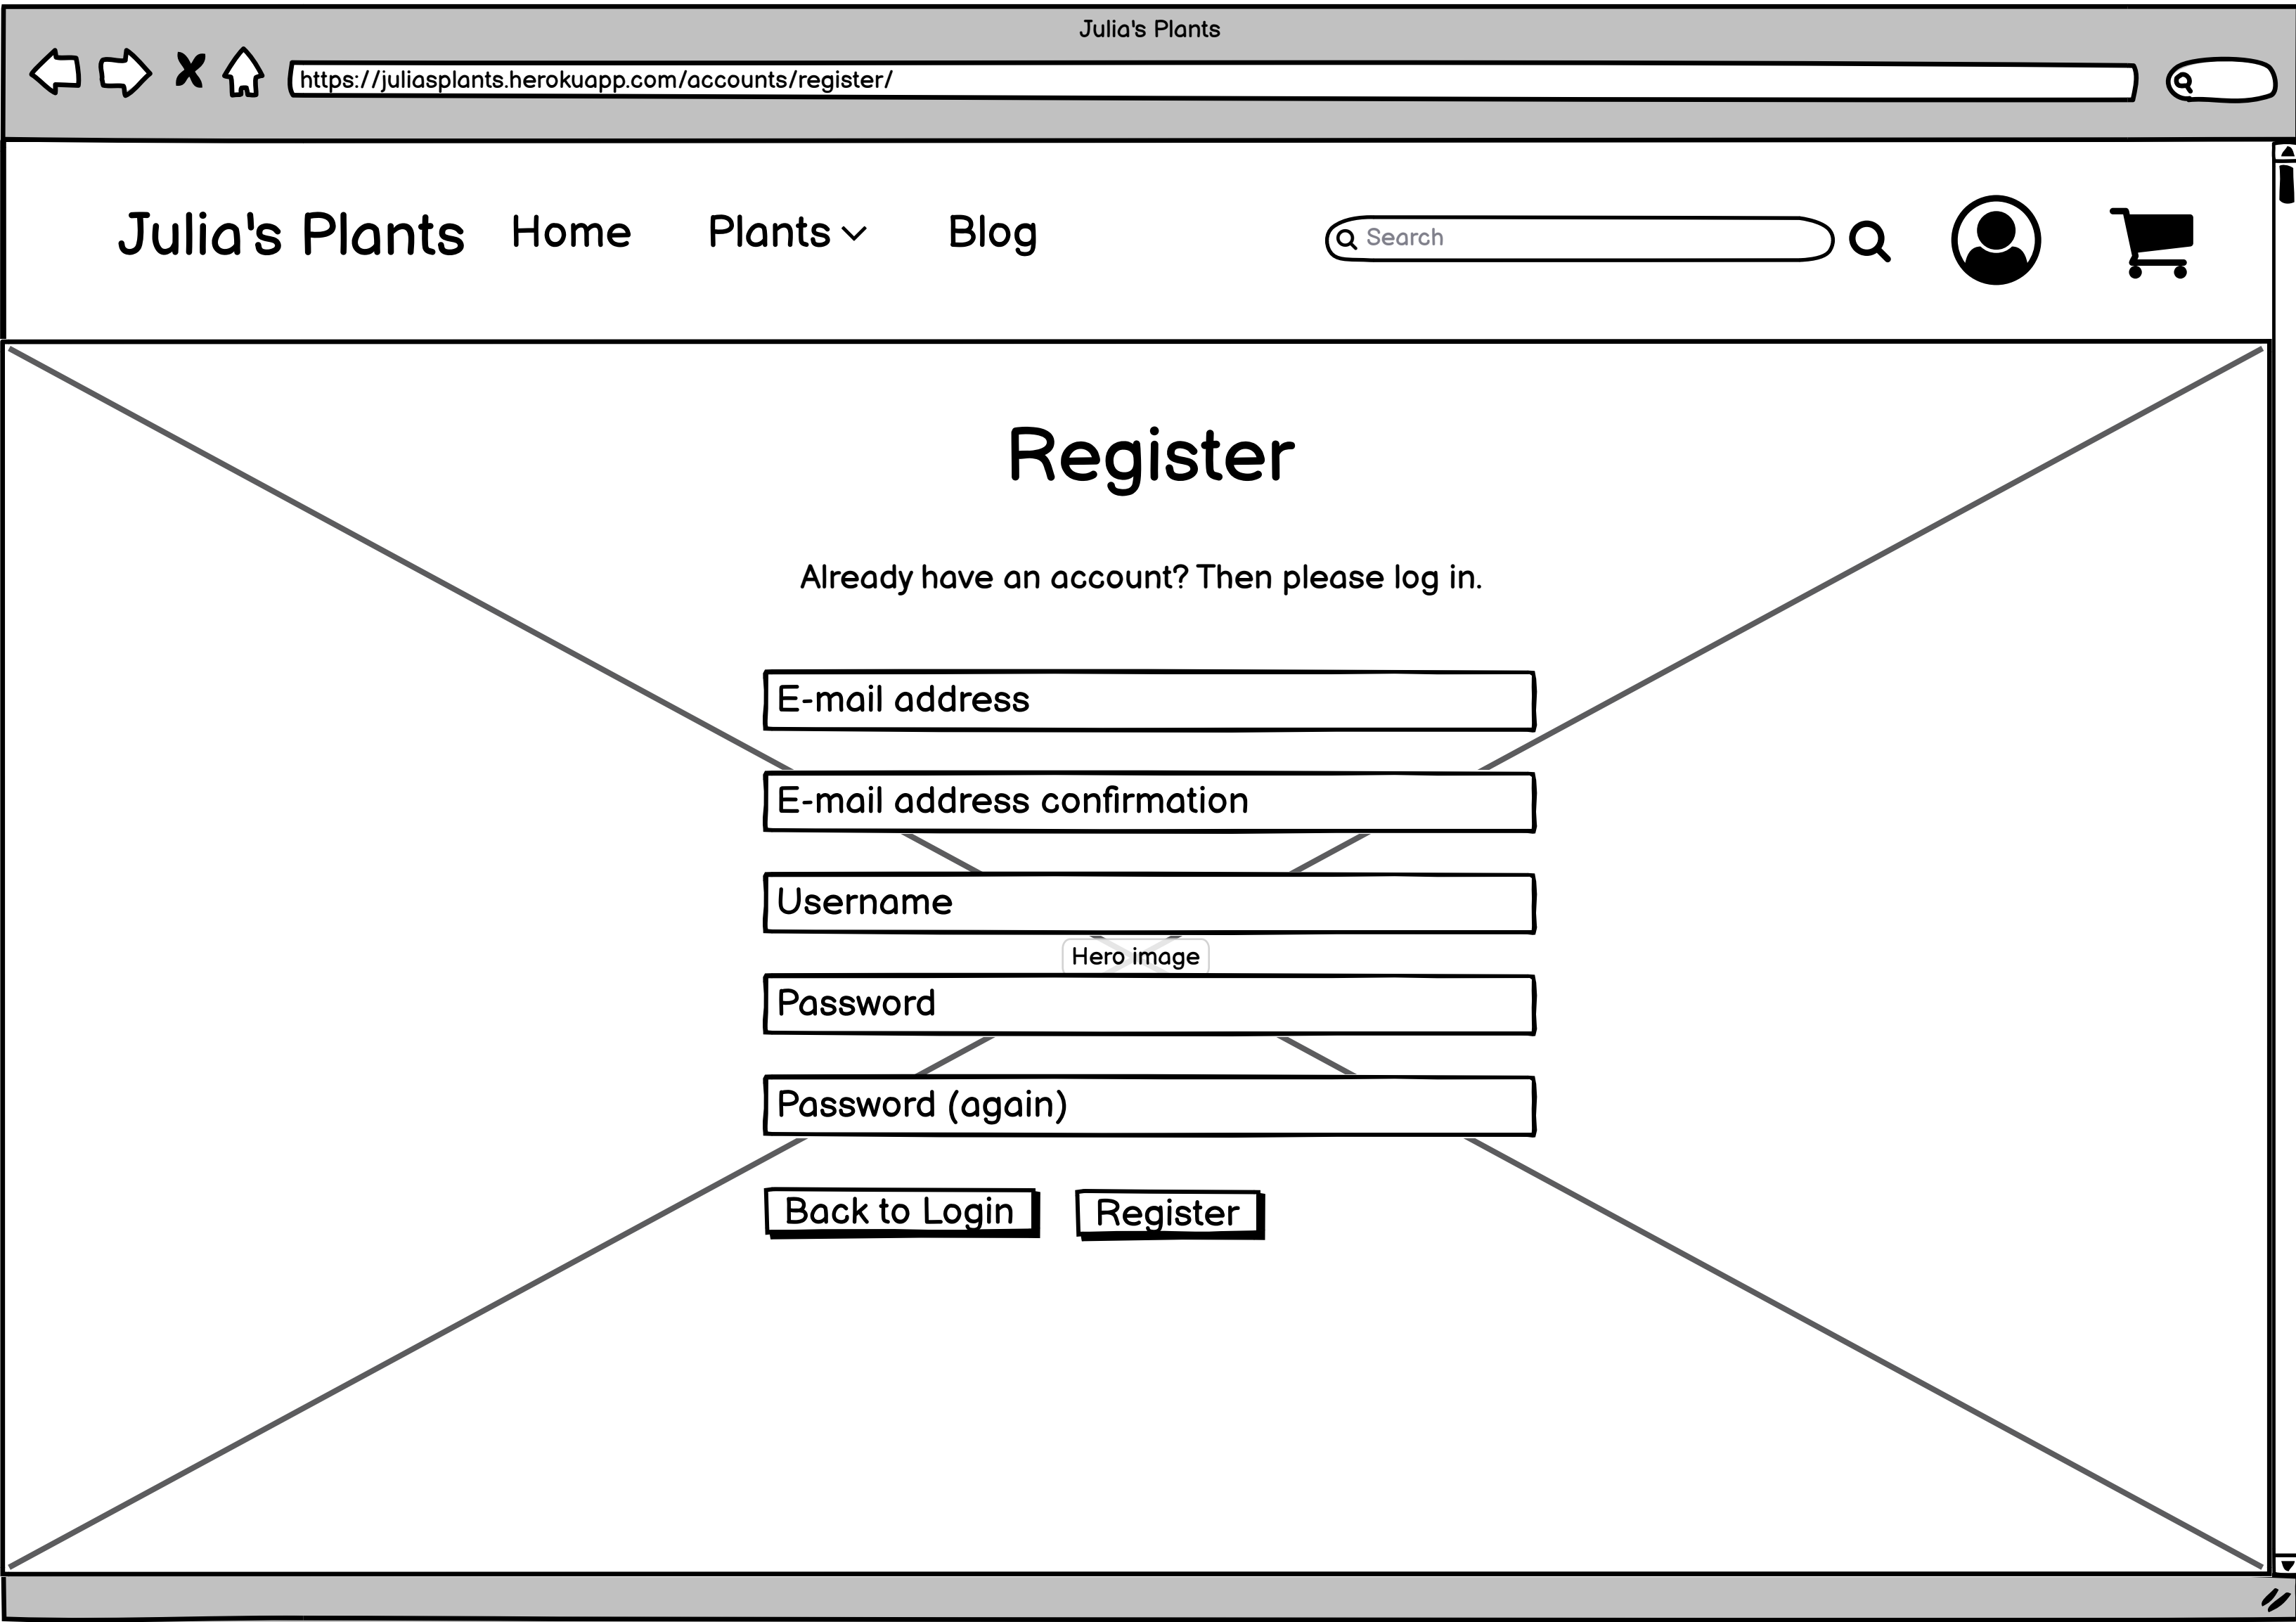 Julia's Plants
https://juliasplants.herokuapp.com/accounts/register/
Julia's Plants Home Plants Blog Search
Register
Already have an account? Then please log in.
E-mail address
E-mail address confirmation
Username
Hero image
Password
Password (again)
Back to Login Register